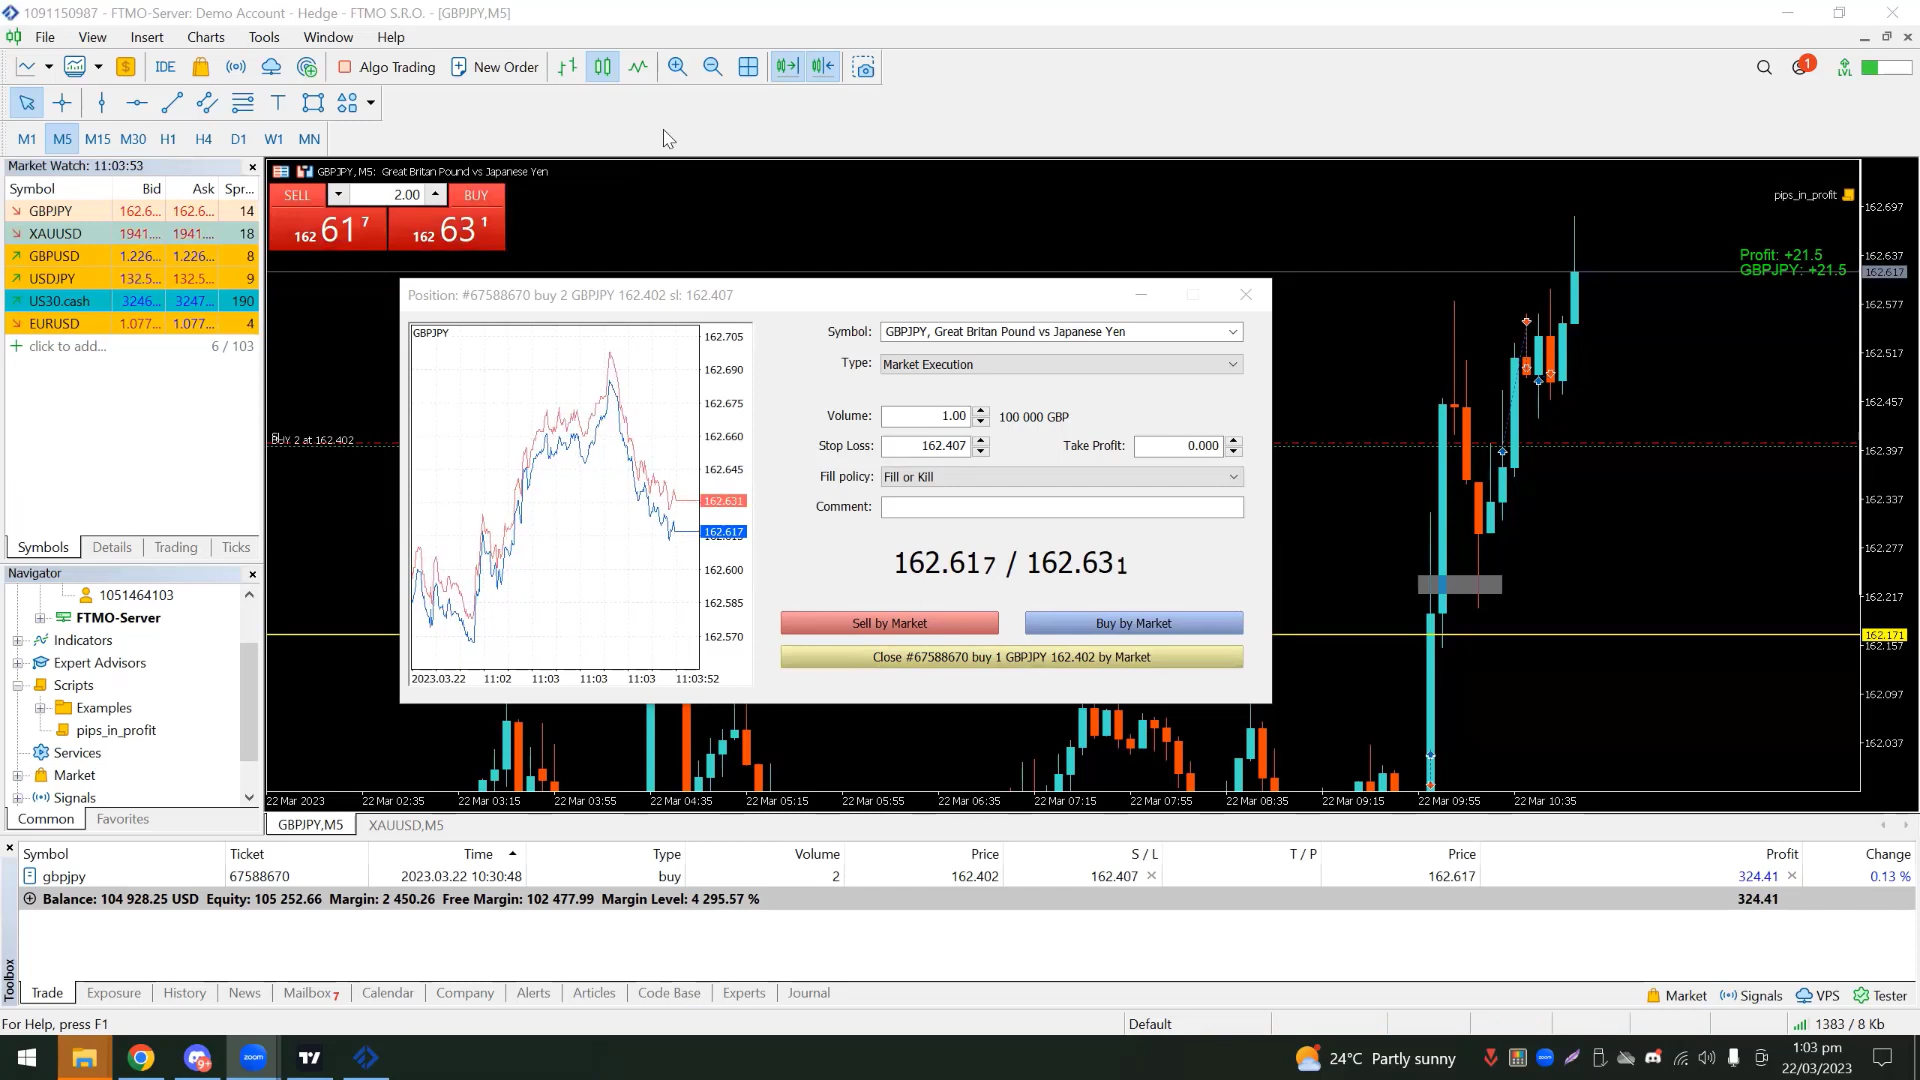 1091150987 - FTMO-Server: Demo Account - Hedge - FTMO S.R.O. - [GBPJPY,M5]
File View Insert Charts Tools Window Help
IDE Algo Trading New Order 1 LVL
M1 M5 M15 M30 H1 H4 D1 W1 MN
Market Watch: 11:03:53
Symbol Bid Ask Spr...
GBPJPY 162.6... 162.6... 14
XAUUSD 1941.... 1941.... 18
GBPUSD 1.226... 1.226... 8
USDJPY 132.5... 132.5... 9
US30.cash 3246... 3247... 190
EURUSD 1.077... 1.077... 4
click to add... 6 / 103
Symbols Details Trading Ticks
Navigator
1051464103
FTMO-Server
Indicators
Expert Advisors
Scripts
Examples
pips_in_profit
Services
Market
Signals
Common Favorites
GBPJPY, M5: Great Britan Pound vs Japanese Yen
SELL 2.00 BUY
162 61 7 162 63 1
pips_in_profit
Profit: +21.5
GBPJPY: +21.5
BUY 2 at 162.402
162.697
162.637
162.617
162.577
162.517
162.457
162.397
162.337
162.277
162.217
162.171
162.157
162.097
162.037
Position: #67588670 buy 2 GBPJPY 162.402 sl: 162.407
GBPJPY
162.705
162.690
162.675
162.660
162.645
162.631
162.617
162.600
162.585
162.570
2023.03.22 11:02 11:03 11:03 11:03 11:03:52
Symbol: GBPJPY, Great Britan Pound vs Japanese Yen
Type: Market Execution
Volume: 1.00 100 000 GBP
Stop Loss: 162.407 Take Profit: 0.000
Fill policy: Fill or Kill
Comment:
162.617 / 162.631
Sell by Market Buy by Market
Close #67588670 buy 1 GBPJPY 162.402 by Market
22 Mar 2023 22 Mar 02:35 22 Mar 03:15 22 Mar 03:55 22 Mar 04:35 22 Mar 05:15 22 Mar 05:55 22 Mar 06:35 22 Mar 07:15 22 Mar 07:55 22 Mar 08:35 22 Mar 09:15 22 Mar 09:55 22 Mar 10:35
GBPJPY,M5 XAUUSD,M5
Symbol Ticket Time Type Volume Price S / L T / P Price Profit Change
gbpjpy 67588670 2023.03.22 10:30:48 buy 2 162.402 162.407 162.617 324.41 0.13 %
Balance: 104 928.25 USD Equity: 105 252.66 Margin: 2 450.26 Free Margin: 102 477.99 Margin Level: 4 295.57 % 324.41
Toolbox
Trade Exposure History News Mailbox 7 Calendar Company Alerts Articles Code Base Experts Journal
Market Signals VPS Tester
For Help, press F1 Default 1383 / 8 Kb
9+ zoom 24°C Partly sunny 1:03 pm
22/03/2023